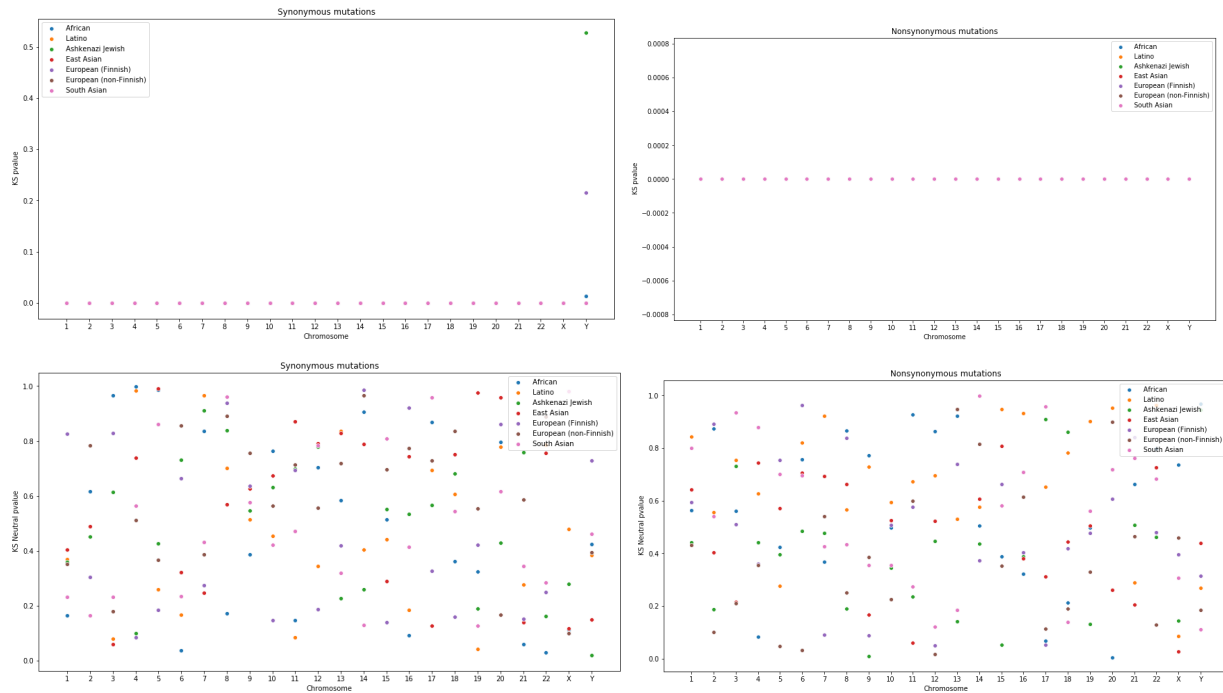 Synonymous mutations
African
Latino
Ashkenazi Jewish
East Asian
European (Finnish)
European (non-Finnish)
South Asian
KS pvalue
0.5
0.4
0.3
0.2
0.1
0.0
1 2 3 4 5 6 7 8 9 10 11 12 13 14 15 16 17 18 19 20 21 22 X Y
Chromosome
Nonsynonymous mutations
African
Latino
Ashkenazi Jewish
East Asian
European (Finnish)
European (non-Finnish)
South Asian
KS pvalue
0.0008
0.0006
0.0004
0.0002
0.0000
−0.0002
−0.0004
−0.0006
−0.0008
1 2 3 4 5 6 7 8 9 10 11 12 13 14 15 16 17 18 19 20 21 22 X Y
Chromosome
Synonymous mutations
African
Latino
Ashkenazi Jewish
East Asian
European (Finnish)
European (non-Finnish)
South Asian
KS Neutral pvalue
1.0
0.8
0.6
0.4
0.2
0.0
1 2 3 4 5 6 7 8 9 10 11 12 13 14 15 16 17 18 19 20 21 22 X Y
Chromosome
Nonsynonymous mutations
African
Latino
Ashkenazi Jewish
East Asian
European (Finnish)
European (non-Finnish)
South Asian
KS Neutral pvalue
1.0
0.8
0.6
0.4
0.2
0.0
1 2 3 4 5 6 7 8 9 10 11 12 13 14 15 16 17 18 19 20 21 22 X Y
Chromosome